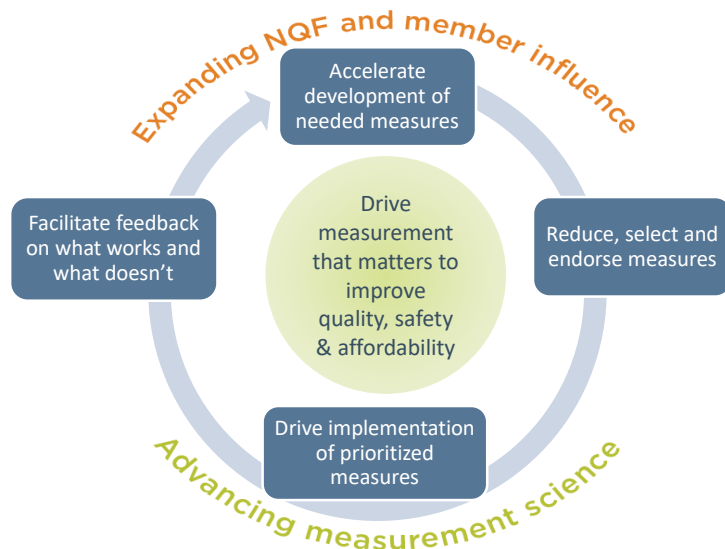 Expanding NQF and member influence
Accelerate
development of
needed measures
Facilitate feedback
on what works and
what doesn’t
Drive
measurement
that matters to
improve
quality, safety
& affordability
Reduce, select and
endorse measures
Drive implementation
of prioritized
measures
Advancing measurement science